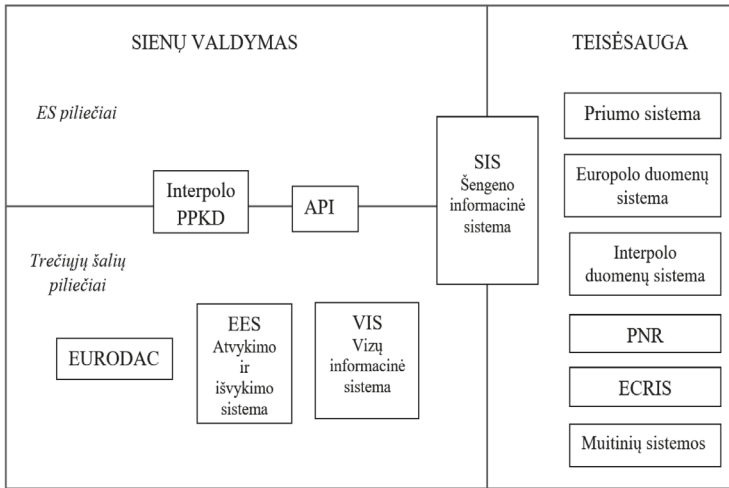 SIENŲ VALDYMAS
ES piliečiai
Interpolo
PPKD
API
SIS
Šengeno
informacinė
sistema
Trečiųjų šalių
piliečiai
EURODAC
EES
Atvykimo
ir
išvykimo
sistema
VIS
Vizų
informacinė
sistema
TEISĖSAUGA
Priumo sistema
Europolo duomenų
sistema
Interpolo
duomenų sistema
PNR
ECRIS
Muitinių sistemos